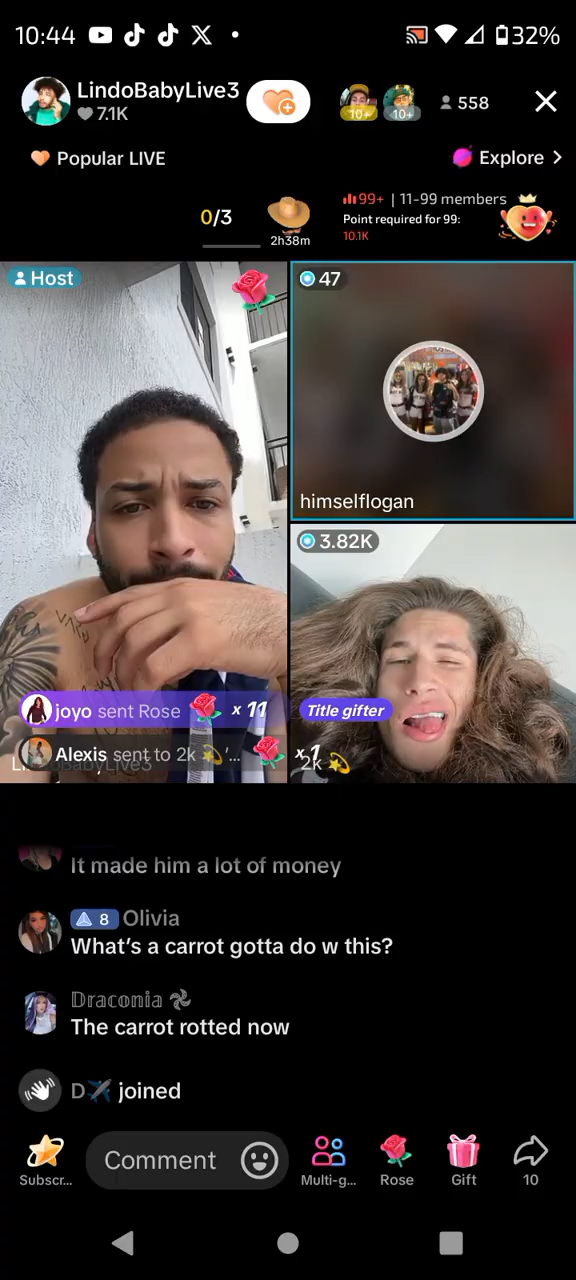 10:44
32%
LindoBabyLive3
7.1K
10+
10+
558
Popular LIVE
Explore
0/3
2h38m
99+ | 11-99 members
Point required for 99:
10.1K
Host
47
himselflogan
3.82K
joyo sent Rose x 11
Alexis sent to 2k '... x1
LindoBabyLive3
Title gifter
2k
It made him a lot of money
8 Olivia
What's a carrot gotta do w this?
Draconia
The carrot rotted now
D joined
Comment
Subscr...
Multi-g...
Rose
Gift
10